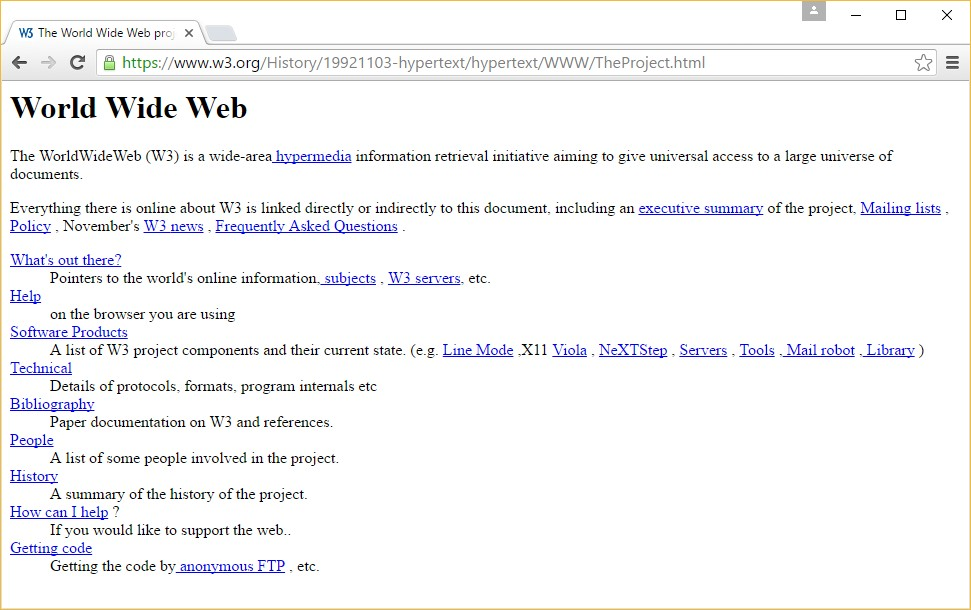 W3 The World Wide Web proj
https://www.w3.org/History/19921103-hypertext/hypertext/WWW/TheProject.html
World Wide Web
The WorldWideWeb (W3) is a wide-area hypermedia information retrieval initiative aiming to give universal access to a large universe of
documents.
Everything there is online about W3 is linked directly or indirectly to this document, including an executive summary of the project, Mailing lists ,
Policy , November's W3 news , Frequently Asked Questions .
What's out there?
Pointers to the world's online information, subjects , W3 servers, etc.
Help
on the browser you are using
Software Products
A list of W3 project components and their current state. (e.g. Line Mode ,X11 Viola , NeXTStep , Servers , Tools , Mail robot , Library )
Technical
Details of protocols, formats, program internals etc
Bibliography
Paper documentation on W3 and references.
People
A list of some people involved in the project.
History
A summary of the history of the project.
How can I help ?
If you would like to support the web..
Getting code
Getting the code by anonymous FTP , etc.